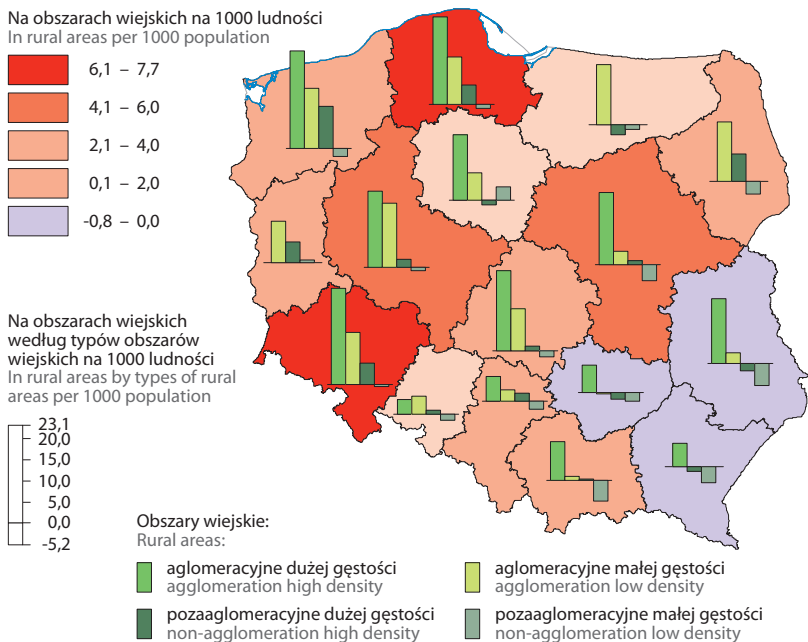 Na obszarach wiejskich na 1000 ludności
In rural areas per 1000 population
6,1 – 7,7
4,1 – 6,0
2,1 – 4,0
0,1 – 2,0
-0,8 – 0,0
Na obszarach wiejskich
według typów obszarów
wiejskich na 1000 ludności
In rural areas by types of rural
areas per 1000 population
23,1
20,0
15,0
10,0
5,0
0,0
-5,2
Obszary wiejskie:
Rural areas:
aglomeracyjne dużej gęstości
agglomeration high density
aglomeracyjne małej gęstości
agglomeration low density
pozaaglomeracyjne dużej gęstości
non-agglomeration high density
pozaaglomeracyjne małej gęstości
non-agglomeration low density